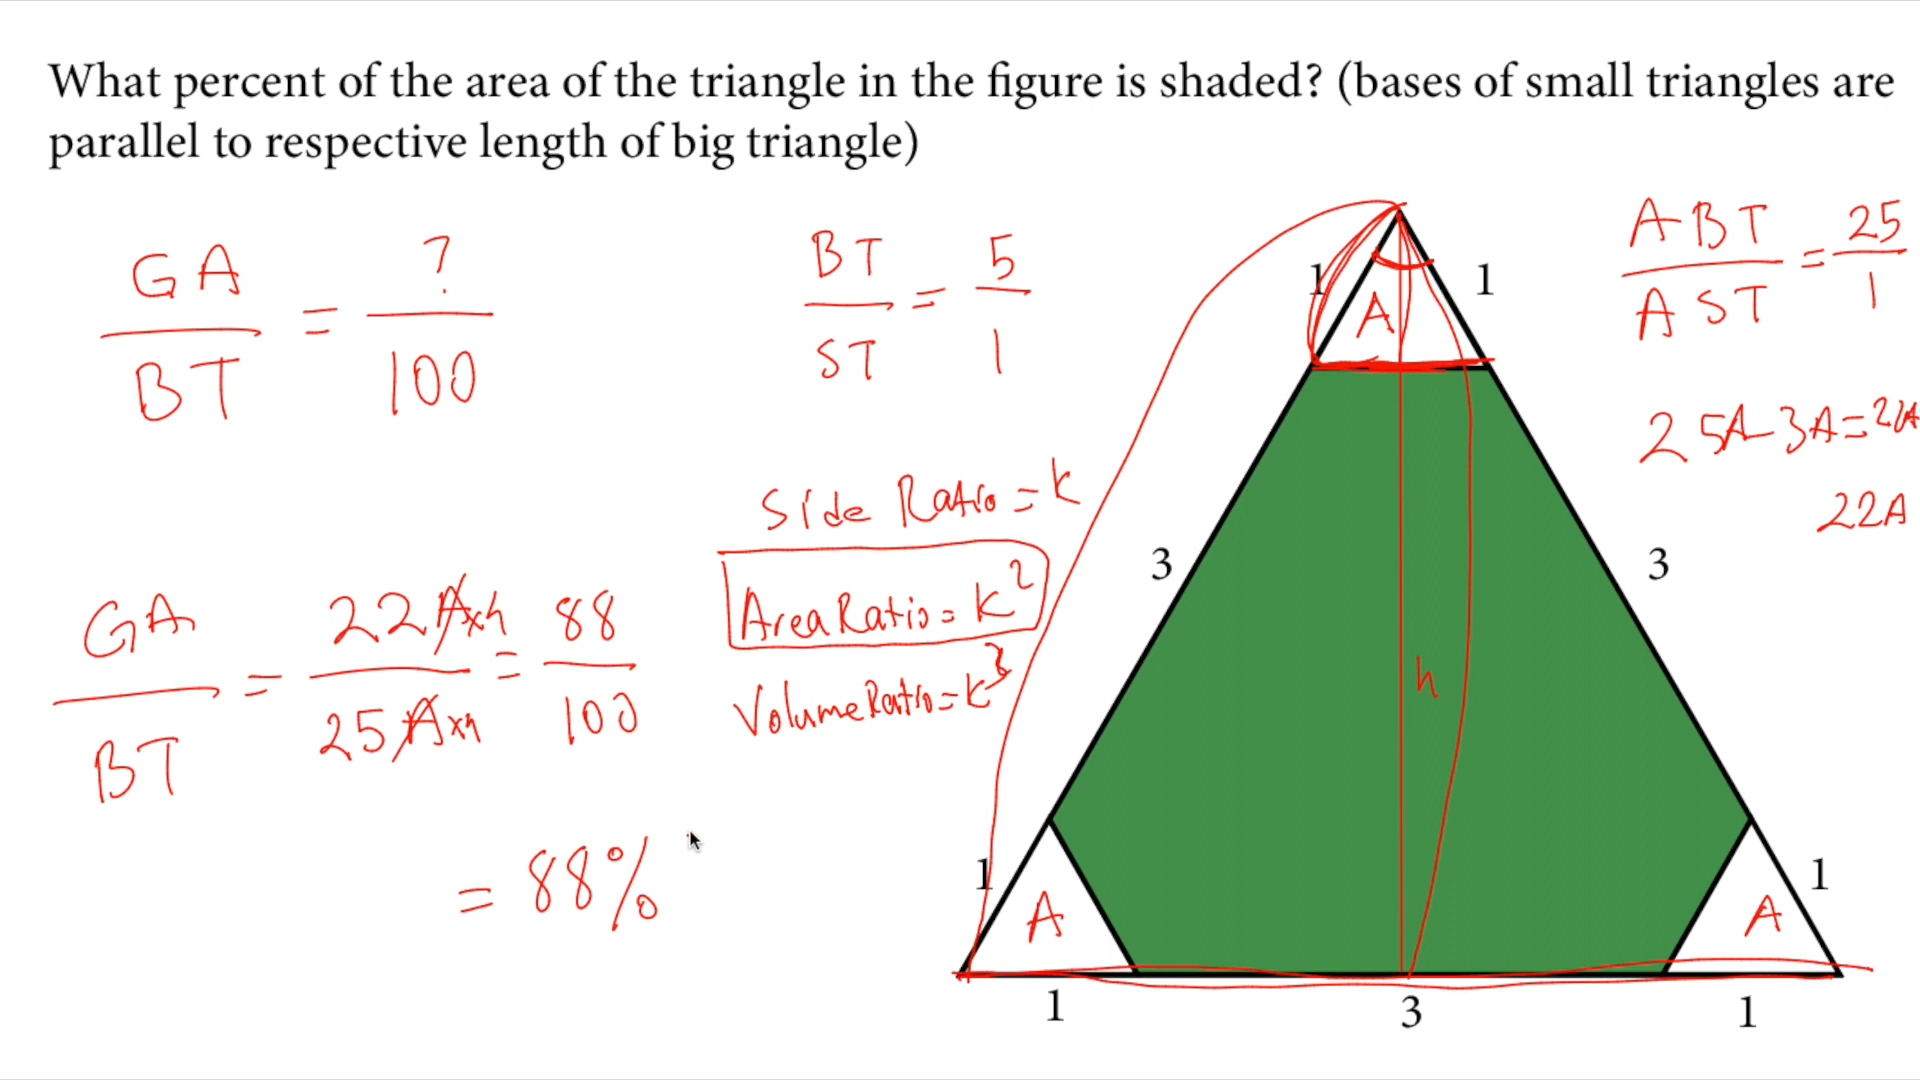 What percent of the area of the triangle in the figure is shaded? (bases of small triangles are
parallel to respective length of big triangle)
GA
BT
=
?
100
BT
ST
=
5
1
1
1
A
ABT
AST
=
25
1
25A-3A=22A
22A
Side Ratio = k
Area Ratio = k²
Volume Ratio = k³
3
3
h
GA
BT
=
22A×4
25A×4
=
88
100
= 88%
1
A
A
1
1
3
1